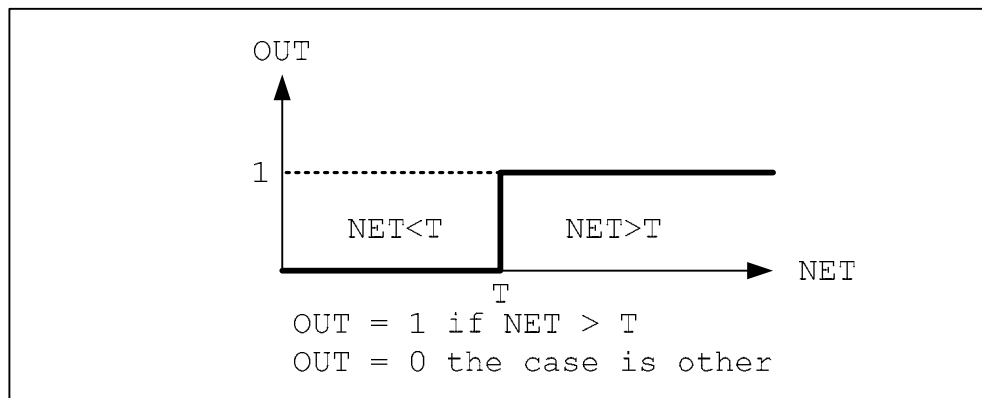 OUT
1
NET<T
NET>T
NET
T
OUT = 1 if NET > T
OUT = 0 the case is other